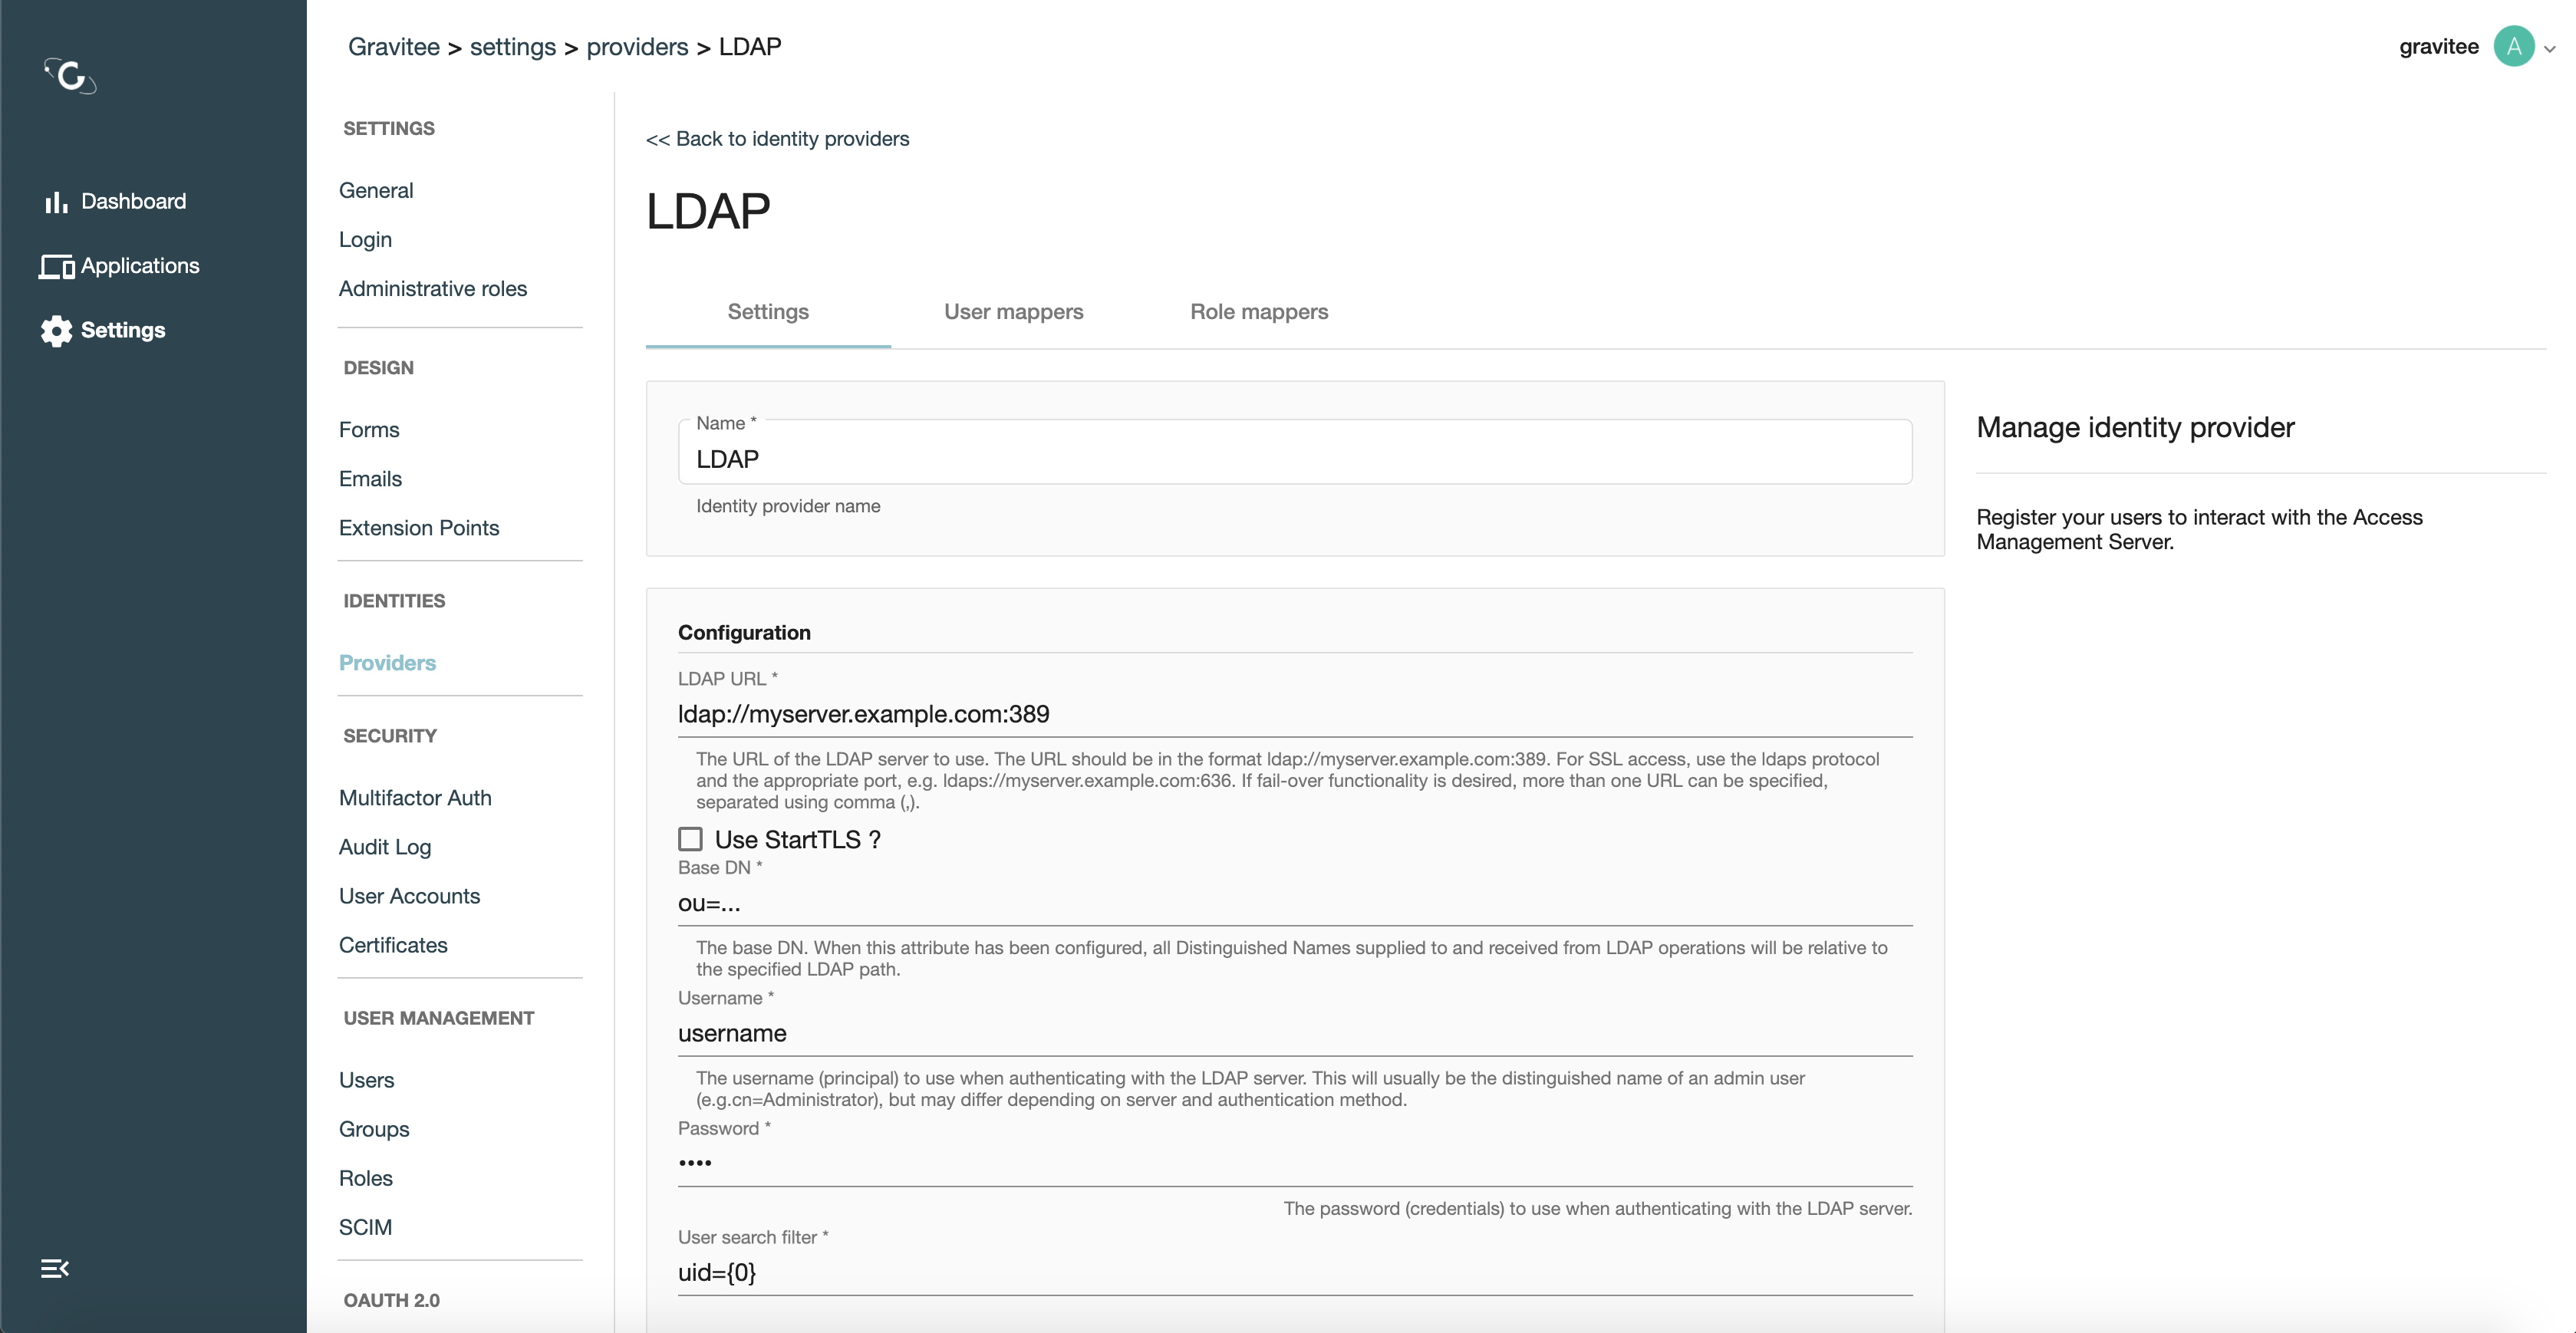 Gravitee > settings > providers > LDAP
gravitee
A
Dashboard
Applications
Settings
SETTINGS
General
Login
Administrative roles
DESIGN
Forms
Emails
Extension Points
IDENTITIES
Providers
SECURITY
Multifactor Auth
Audit Log
User Accounts
Certificates
USER MANAGEMENT
Users
Groups
Roles
SCIM
OAUTH 2.0
<< Back to identity providers
LDAP
Settings
User mappers
Role mappers
Name *
LDAP
Identity provider name
Configuration
LDAP URL *
ldap://myserver.example.com:389
The URL of the LDAP server to use. The URL should be in the format ldap://myserver.example.com:389. For SSL access, use the ldaps protocol
and the appropriate port, e.g. ldaps://myserver.example.com:636. If fail-over functionality is desired, more than one URL can be specified,
separated using comma (,).
Use StartTLS ?
Base DN *
ou=...
The base DN. When this attribute has been configured, all Distinguished Names supplied to and received from LDAP operations will be relative to
the specified LDAP path.
Username *
username
The username (principal) to use when authenticating with the LDAP server. This will usually be the distinguished name of an admin user
(e.g.cn=Administrator), but may differ depending on server and authentication method.
Password *
••••
The password (credentials) to use when authenticating with the LDAP server.
User search filter *
uid={0}
Manage identity provider
Register your users to interact with the Access
Management Server.